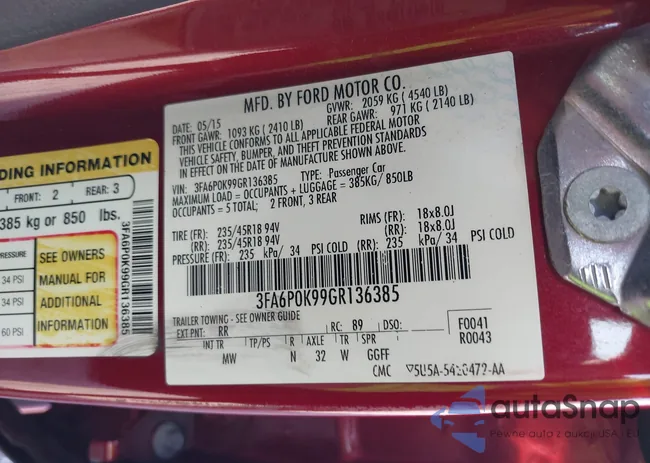 MFD. BY FORD MOTOR CO.
DATE: 05/15 GVWR: 2059 KG (4540 LB)
FRONT GAWR: 1093 KG (2410 LB) REAR GAWR: 971 KG (2140 LB)
THIS VEHICLE CONFORMS TO ALL APPLICABLE FEDERAL MOTOR
VEHICLE SAFETY, BUMPER, AND THEFT PREVENTION STANDARDS
IN EFFECT ON THE DATE OF MANUFACTURE SHOWN ABOVE.
VIN: 3FA6P0K99GR136385 TYPE: Passenger Car
MAXIMUM LOAD = OCCUPANTS + LUGGAGE = 385KG/ 850LB
OCCUPANTS = 5 TOTAL; 2 FRONT, 3 REAR
TIRE (FR): 235/45R18 94V RIMS (FR): 18x8.0J
(RR): 235/45R18 94V (RR): 18x8.0J
PRESSURE (FR): 235 kPa/ 34 PSI COLD (RR): 235 kPa/ 34 PSI COLD
3FA6P0K99GR136385
TRAILER TOWING - SEE OWNER GUIDE
EXT PNT: RR RC: 89 DSO: F0041
INT TR TP/PS R AXLE TR SPR R0043
MW N 32 W GGFF
CMC 5U5A-5420472-AA
DING INFORMATION
FRONT: 2 REAR: 3
385 kg or 850 lbs.
PRESSURE SEE OWNERS
34 PSI MANUAL FOR
34 PSI ADDITIONAL
60 PSI INFORMATION
3FA6P0K99GR136385
autoSnap
Pewne auto z aukcji USA i EU